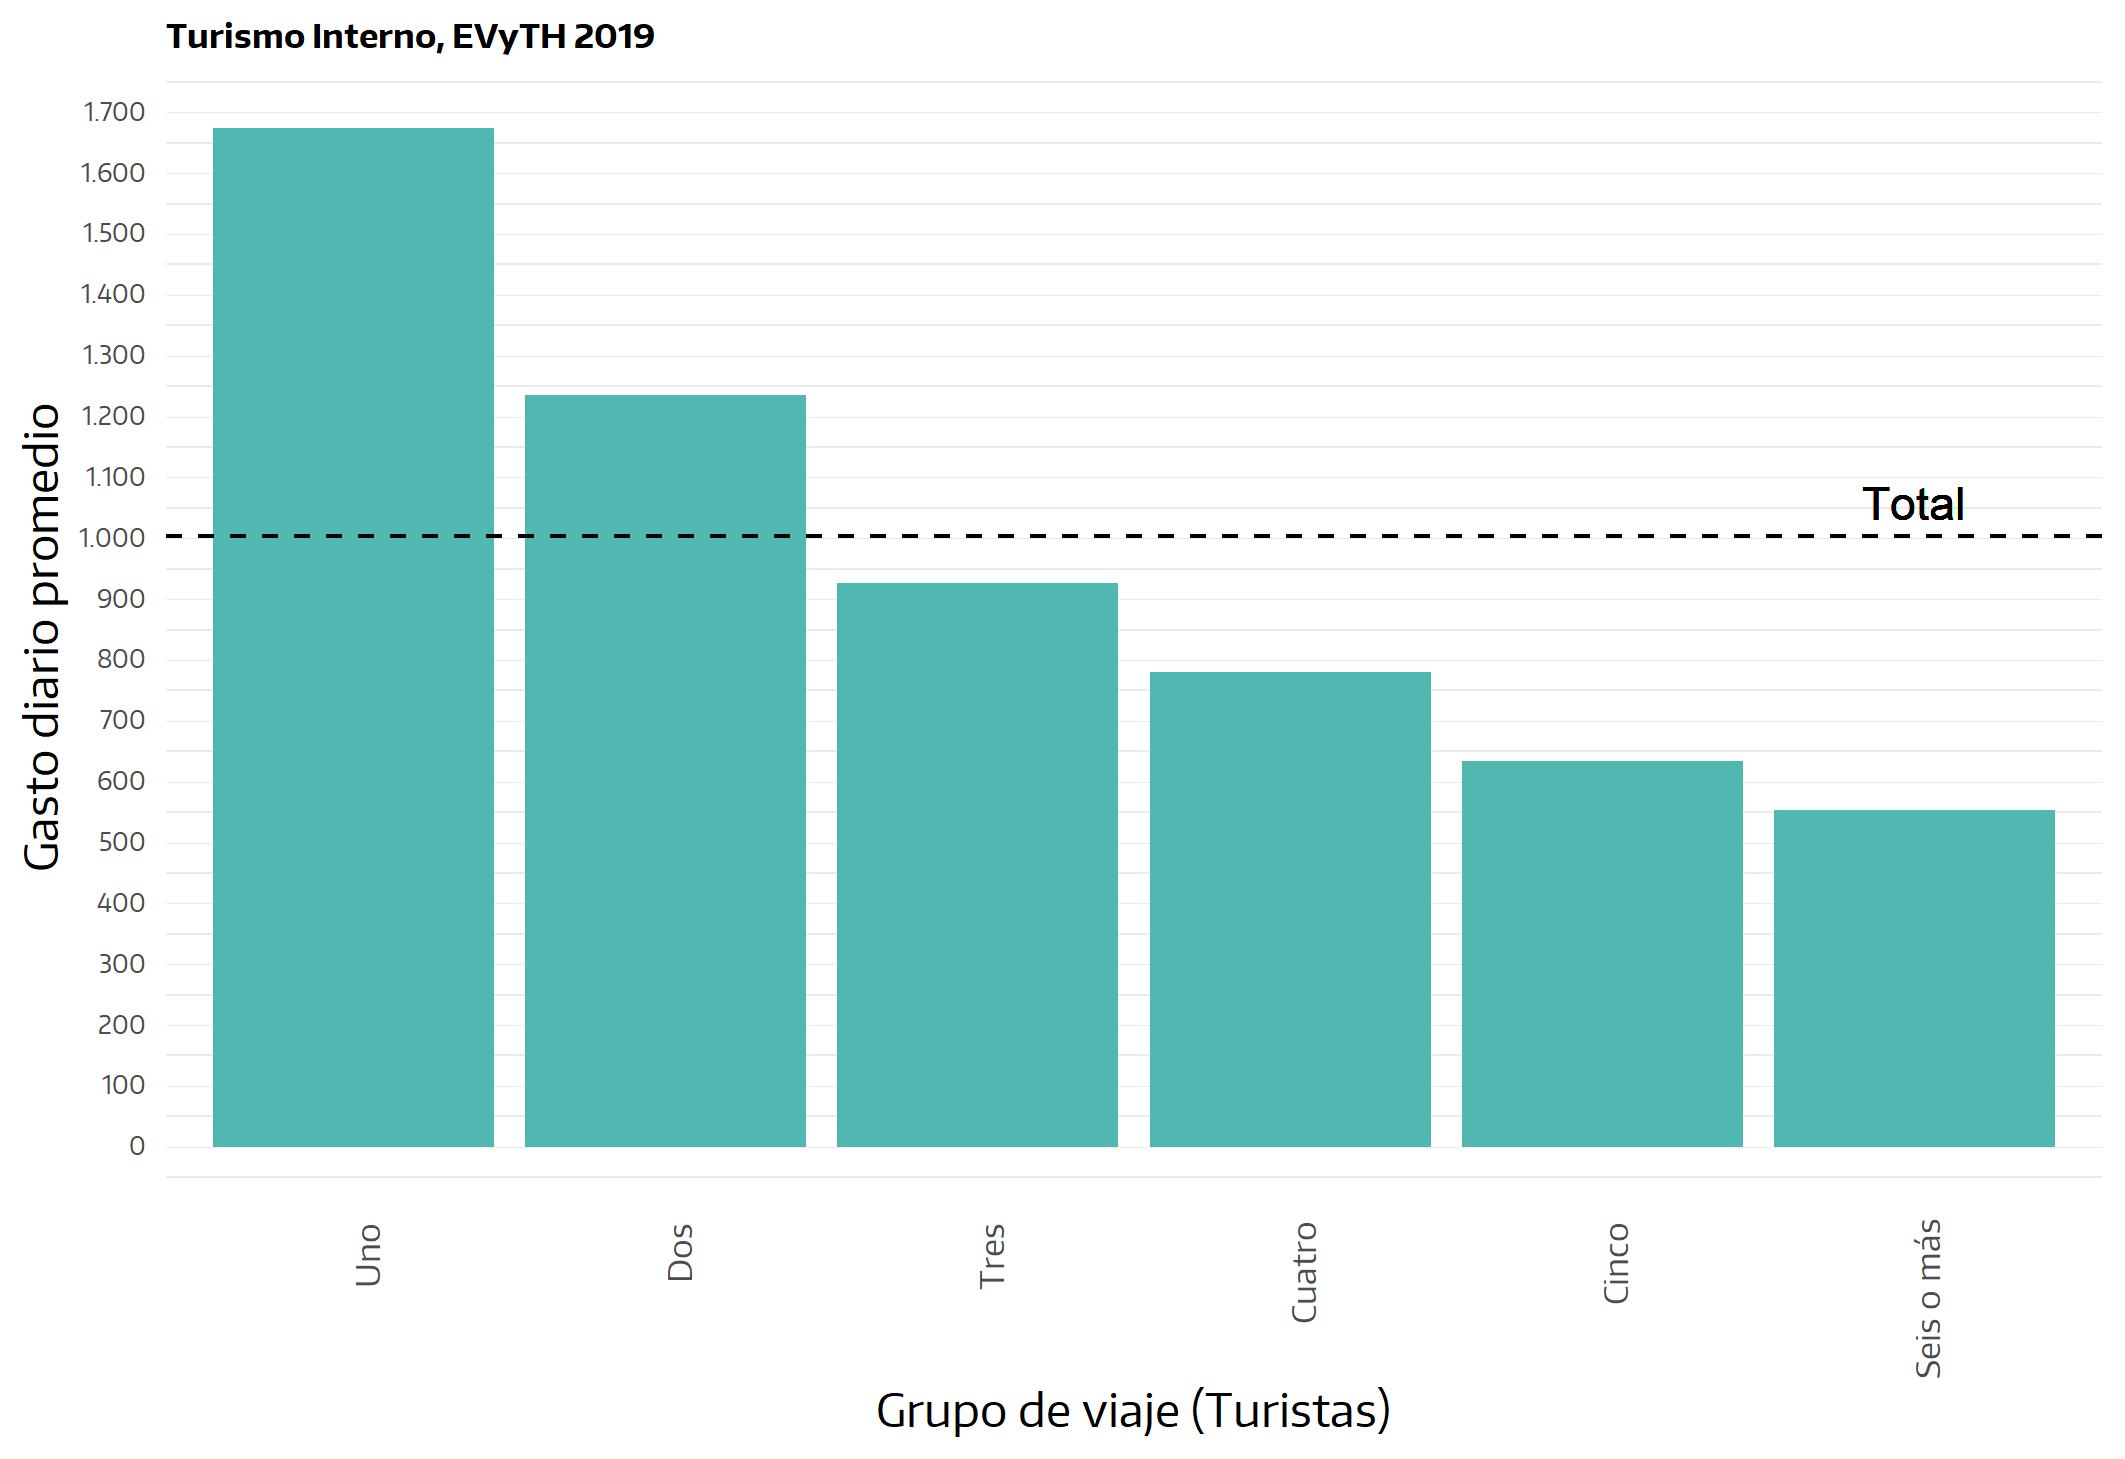 Turismo Interno, EVyTH 2019
Gasto diario promedio
1.700
1.600
1.500
1.400
1.300
1.200
1.100
1.000
900
800
700
600
500
400
300
200
100
0
Total
Uno
Dos
Tres
Cuatro
Cinco
Seis o más
Grupo de viaje (Turistas)